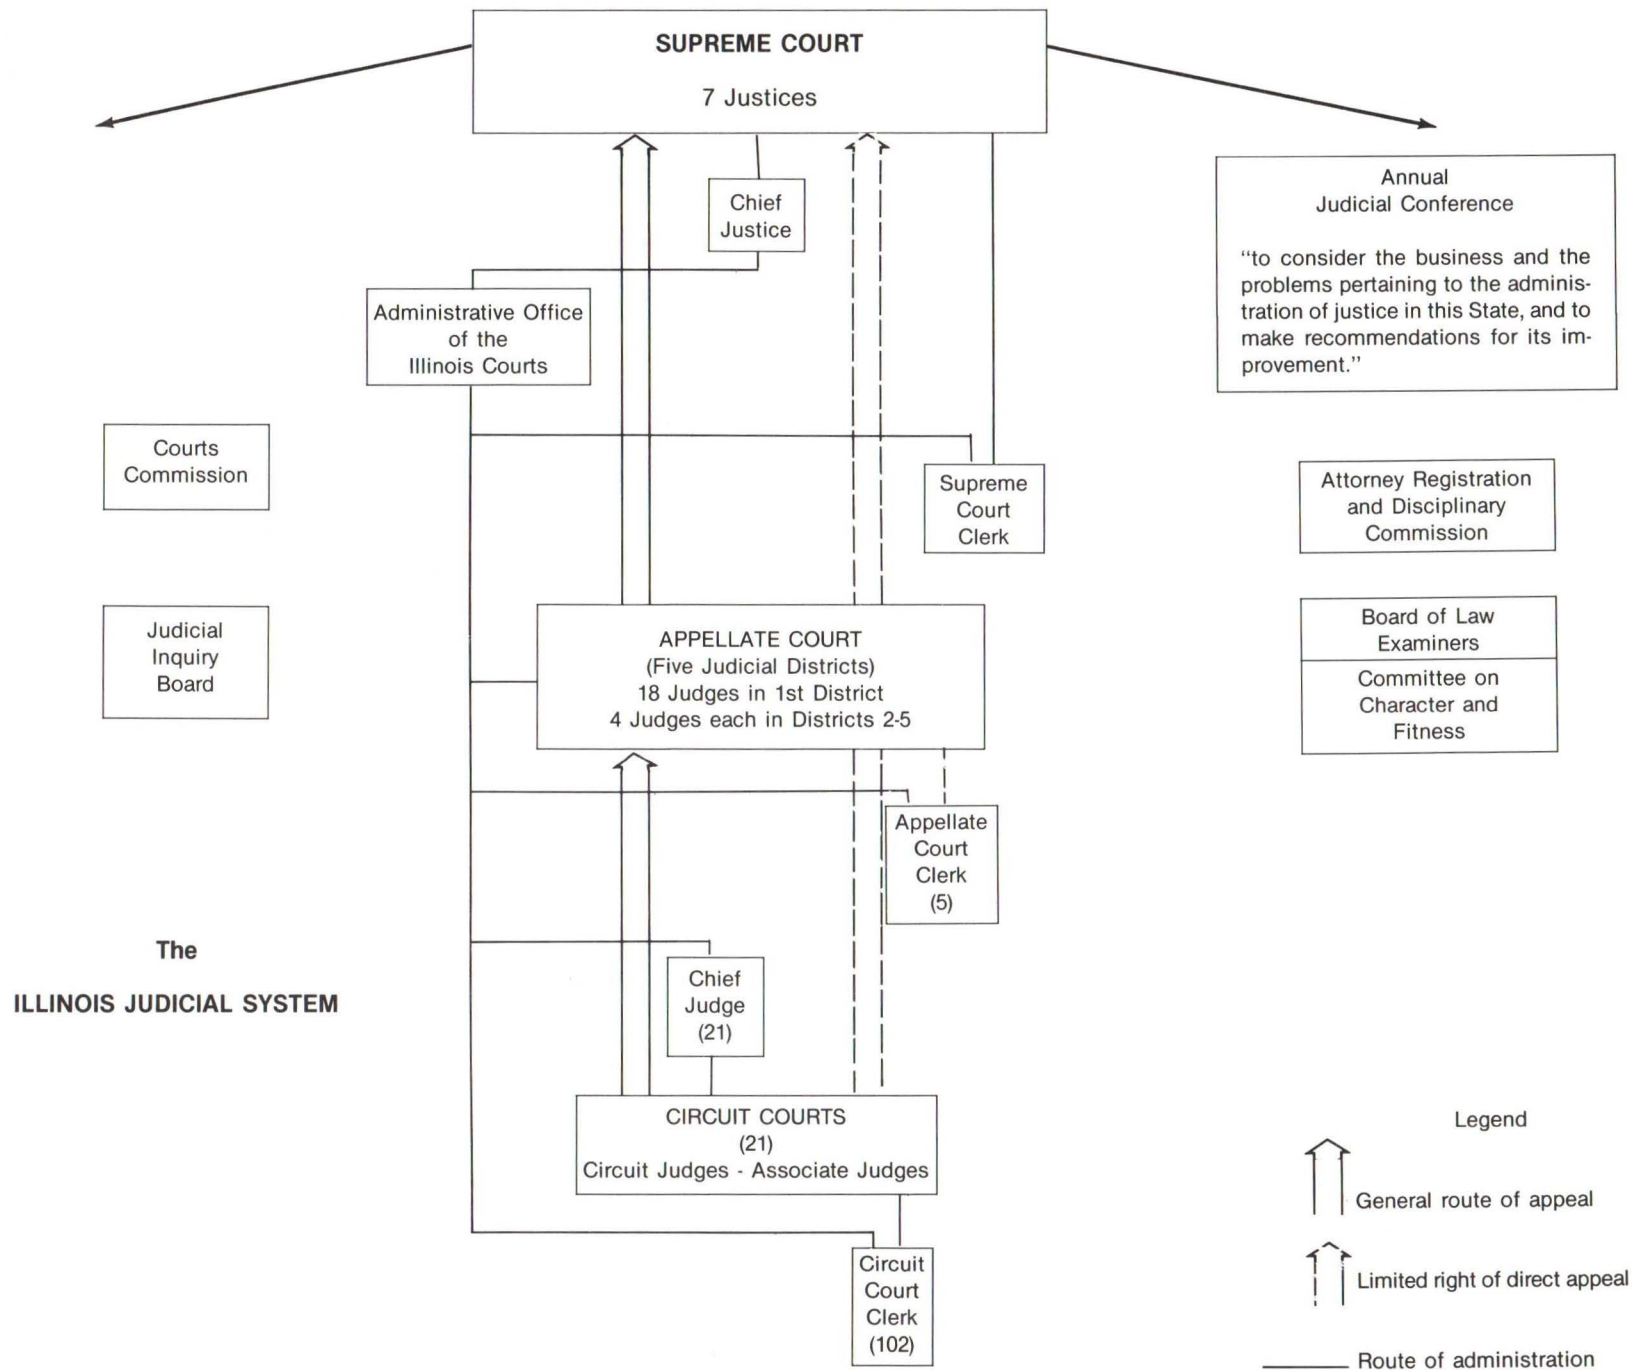 SUPREME COURT
7 Justices
Chief
Justice
Administrative Office
of the
Illinois Courts
Annual
Judicial Conference
“to consider the business and the
problems pertaining to the adminis-
tration of justice in this State, and to
make recommendations for its im-
provement.”
Courts
Commission
Supreme
Court
Clerk
Attorney Registration
and Disciplinary
Commission
Judicial
Inquiry
Board
APPELLATE COURT
(Five Judicial Districts)
18 Judges in 1st District
4 Judges each in Districts 2-5
Board of Law
Examiners
Committee on
Character and
Fitness
Appellate
Court
Clerk
(5)
The
ILLINOIS JUDICIAL SYSTEM
Chief
Judge
(21)
CIRCUIT COURTS
(21)
Circuit Judges - Associate Judges
Circuit
Court
Clerk
(102)
Legend
General route of appeal
Limited right of direct appeal
Route of administration